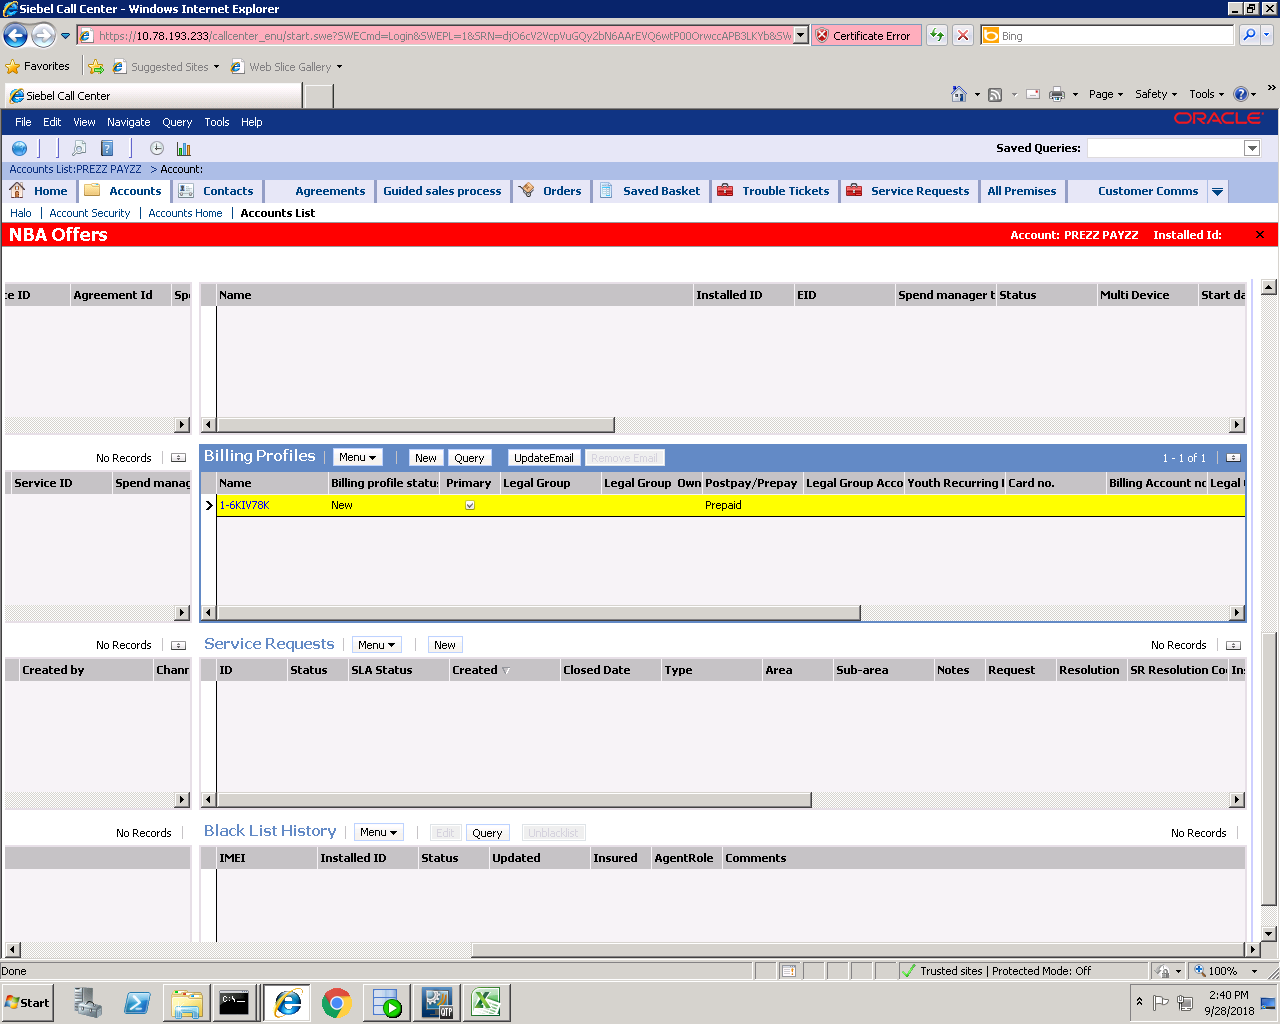 Siebel Call Center - Windows Internet Explorer
https://10.78.193.233/callcenter_enu/start.swe?SWECmd=Login&SWEPL=1&SRN=
Certificate Error
Bing
Favorites
Suggested Sites
Web Slice Gallery
Siebel Call Center
Page
Safety
Tools
File Edit View Navigate Query Tools Help
ORACLE
Saved Queries:
Accounts List:PREZZ PAYZZ > Account:
Home Accounts Contacts Agreements Guided sales process Orders Saved Basket Trouble Tickets Service Requests All Premises Customer Comms
Halo | Account Security | Accounts Home | Accounts List
NBA Offers
Account: PREZZ PAYZZ Installed Id:
ce ID Agreement Id Spe
Name Installed ID EID Spend manager t Status Multi Device Start da
No Records
Billing Profiles Menu New Query UpdateEmail Remove Email 1 - 1 of 1
Service ID Spend manag
Name Billing profile status Primary Legal Group Legal Group Own Postpay/Prepay Legal Group Acco Youth Recurring I Card no. Billing Account no Legal
1-6KIV78K New Prepaid
No Records
Service Requests Menu New No Records
Created by Chann
ID Status SLA Status Created Closed Date Type Area Sub-area Notes Request Resolution SR Resolution Co Ins
No Records
Black List History Menu Edit Query Unblacklist No Records
IMEI Installed ID Status Updated Insured AgentRole Comments
Done
Trusted sites | Protected Mode: Off
100%
Start
C:\.
QTP
2:40 PM
9/28/2018